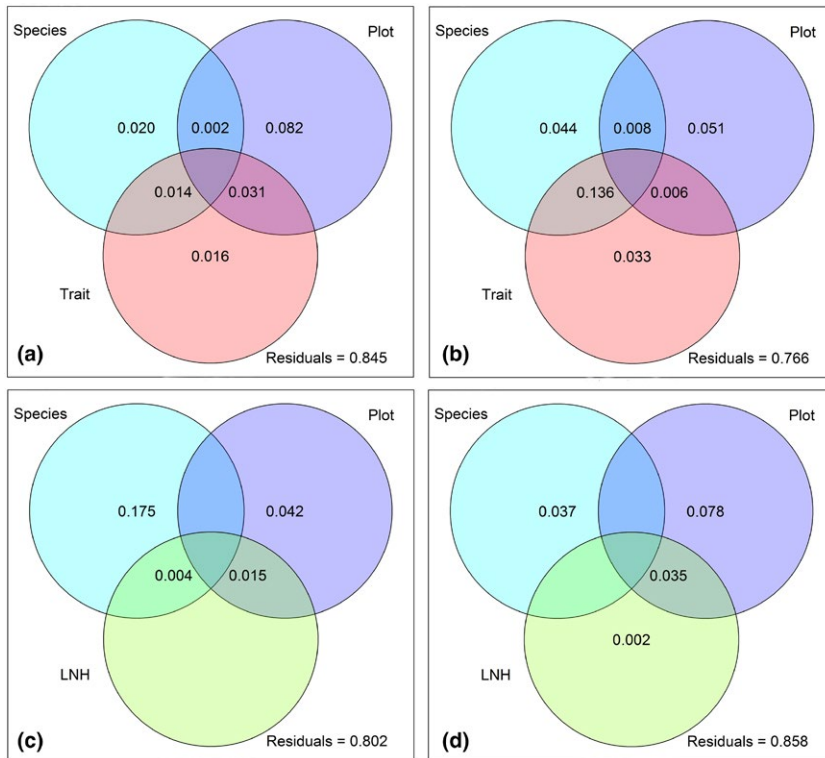 Species
Plot
0.020
0.002
0.082
0.014
0.031
0.016
Trait
(a)
Residuals = 0.845
Species
Plot
0.044
0.008
0.051
0.136
0.006
0.033
Trait
(b)
Residuals = 0.766
Species
Plot
0.175
0.042
0.004
0.015
LNH
(c)
Residuals = 0.802
Species
Plot
0.037
0.078
0.035
0.002
LNH
(d)
Residuals = 0.858